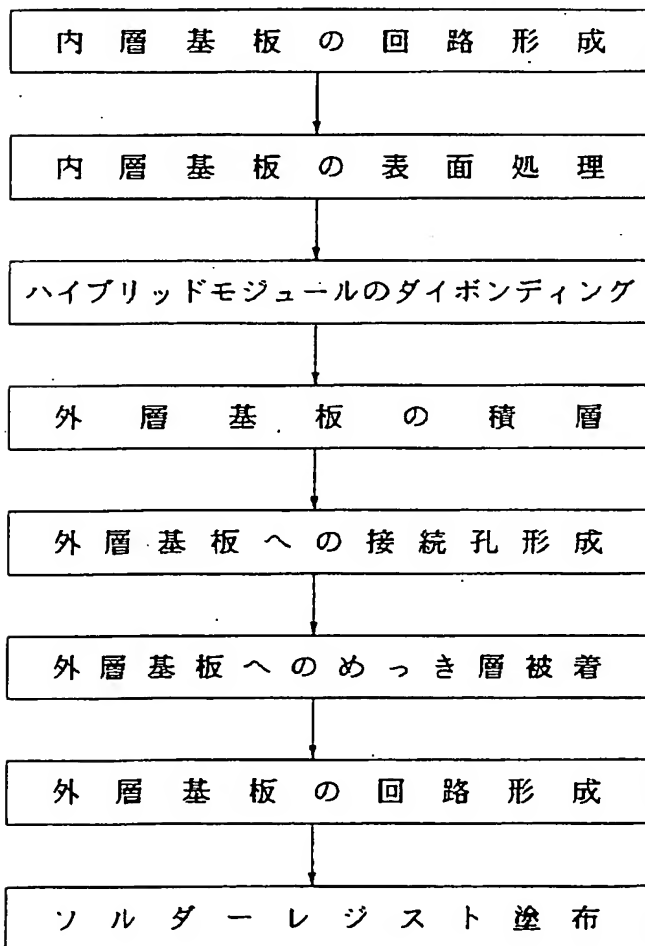 内層基板の回路形成
内層基板の表面処理
ハイブリッドモジュールのダイボンディング
外層基板の積層
外層基板への接続孔形成
外層基板へのめっき層被着
外層基板の回路形成
ソルダーレジスト塗布